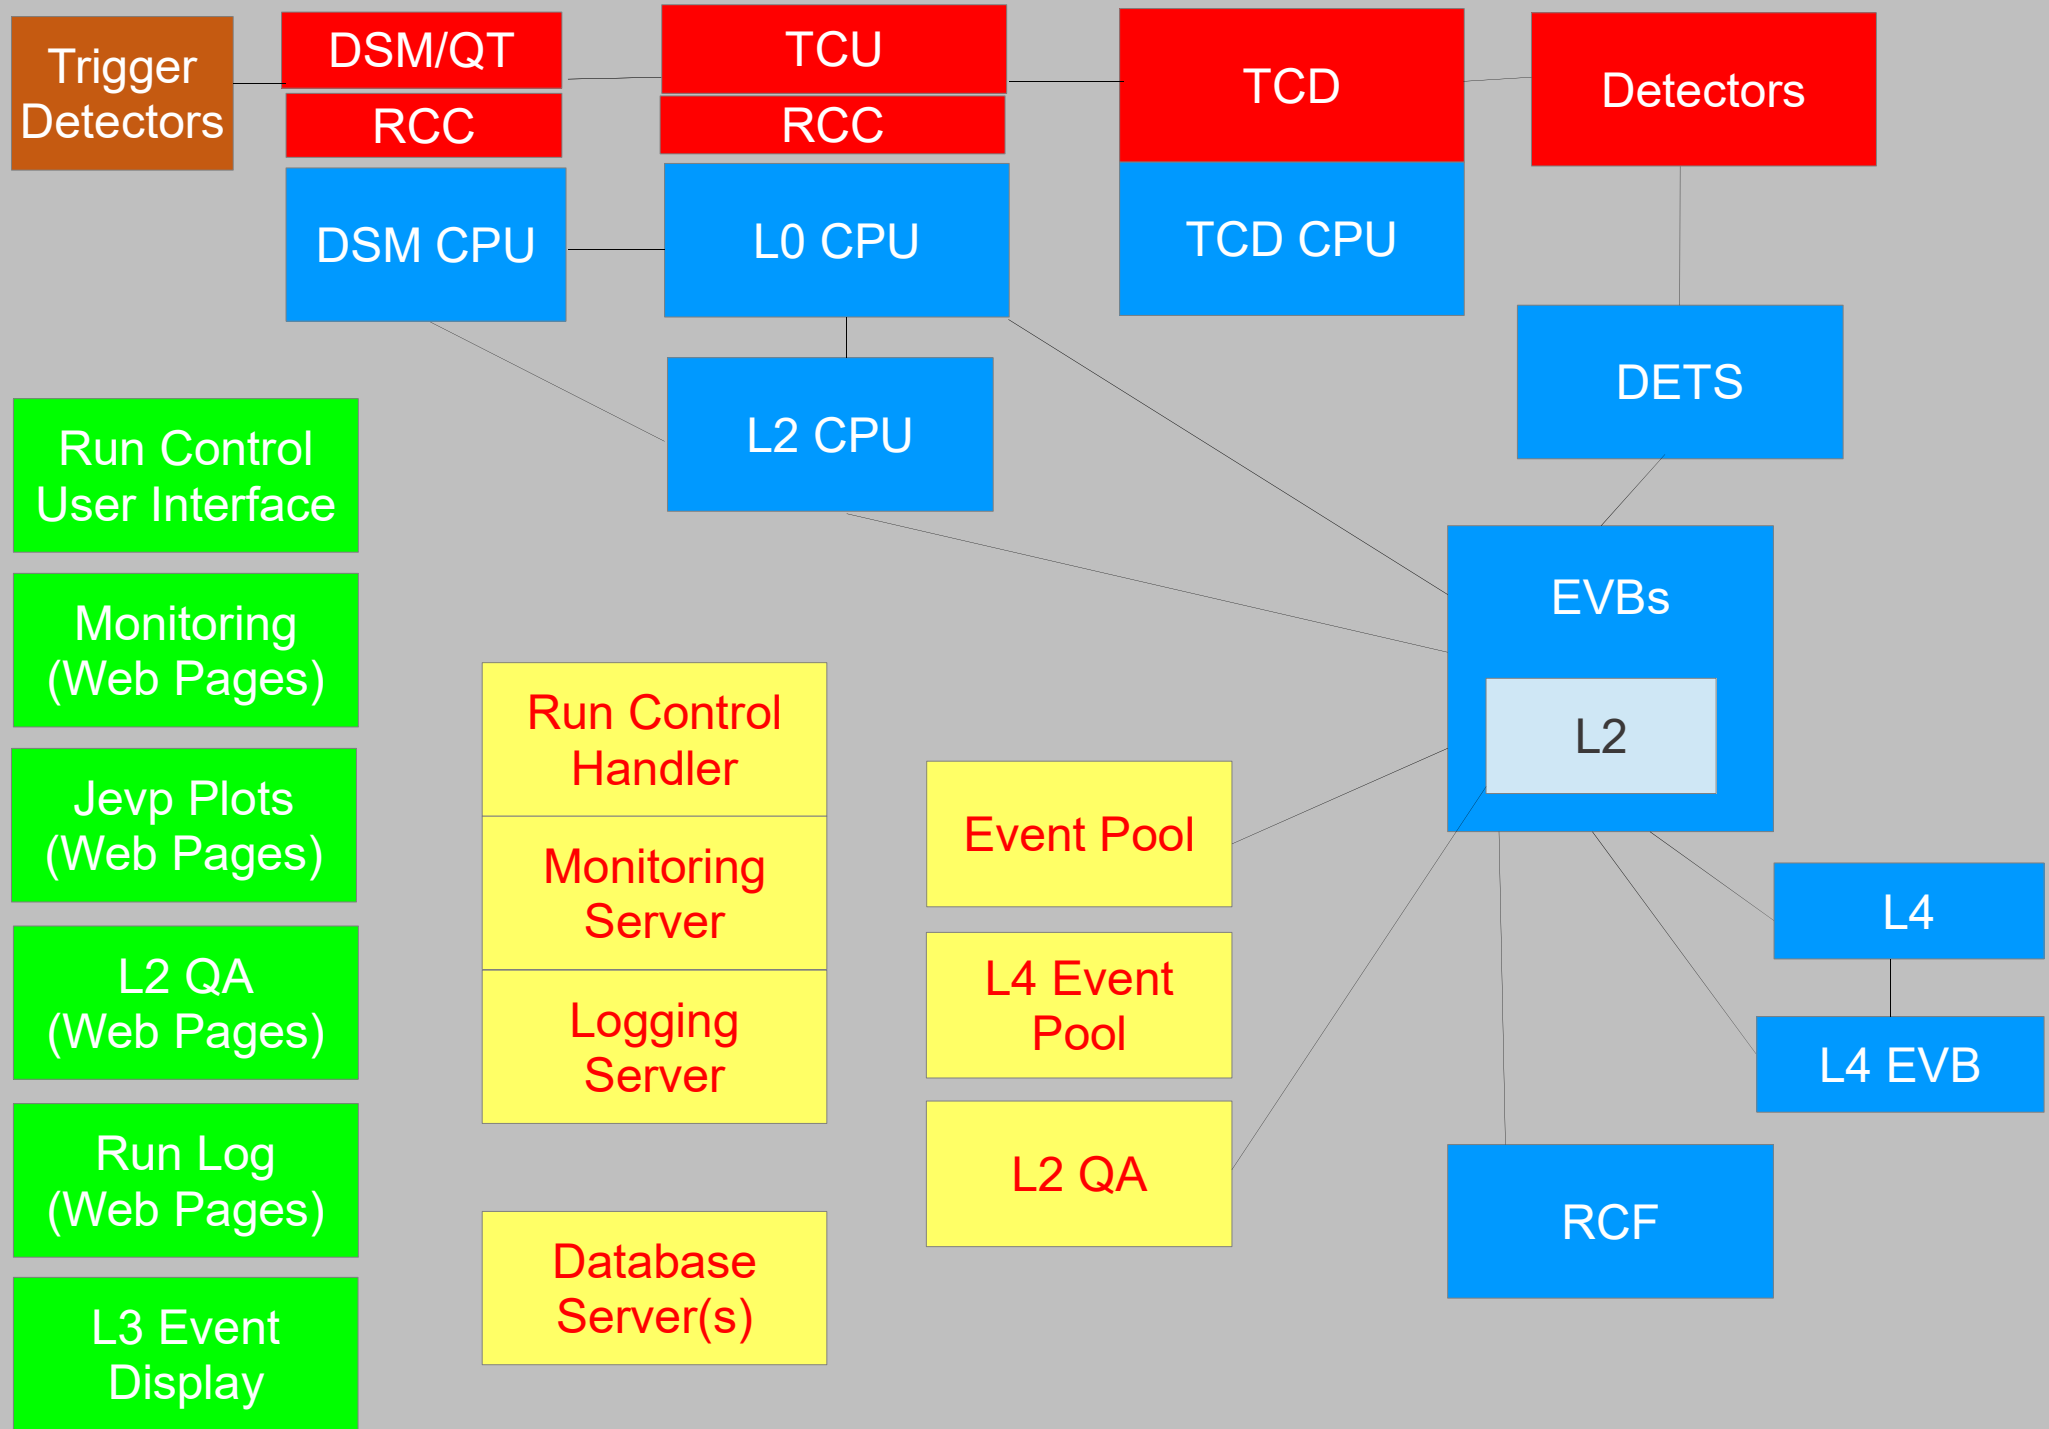 Trigger
Detectors
DSM/QT
RCC
TCU
RCC
TCD
Detectors
DSM CPU
L0 CPU
TCD CPU
L2 CPU
DETS
Run Control
User Interface
Monitoring
(Web Pages)
Jevp Plots
(Web Pages)
L2 QA
(Web Pages)
Run Log
(Web Pages)
L3 Event
Display
Run Control
Handler
Monitoring
Server
Logging
Server
Database
Server(s)
Event Pool
L4 Event
Pool
L2 QA
EVBs
L2
L4
L4 EVB
RCF